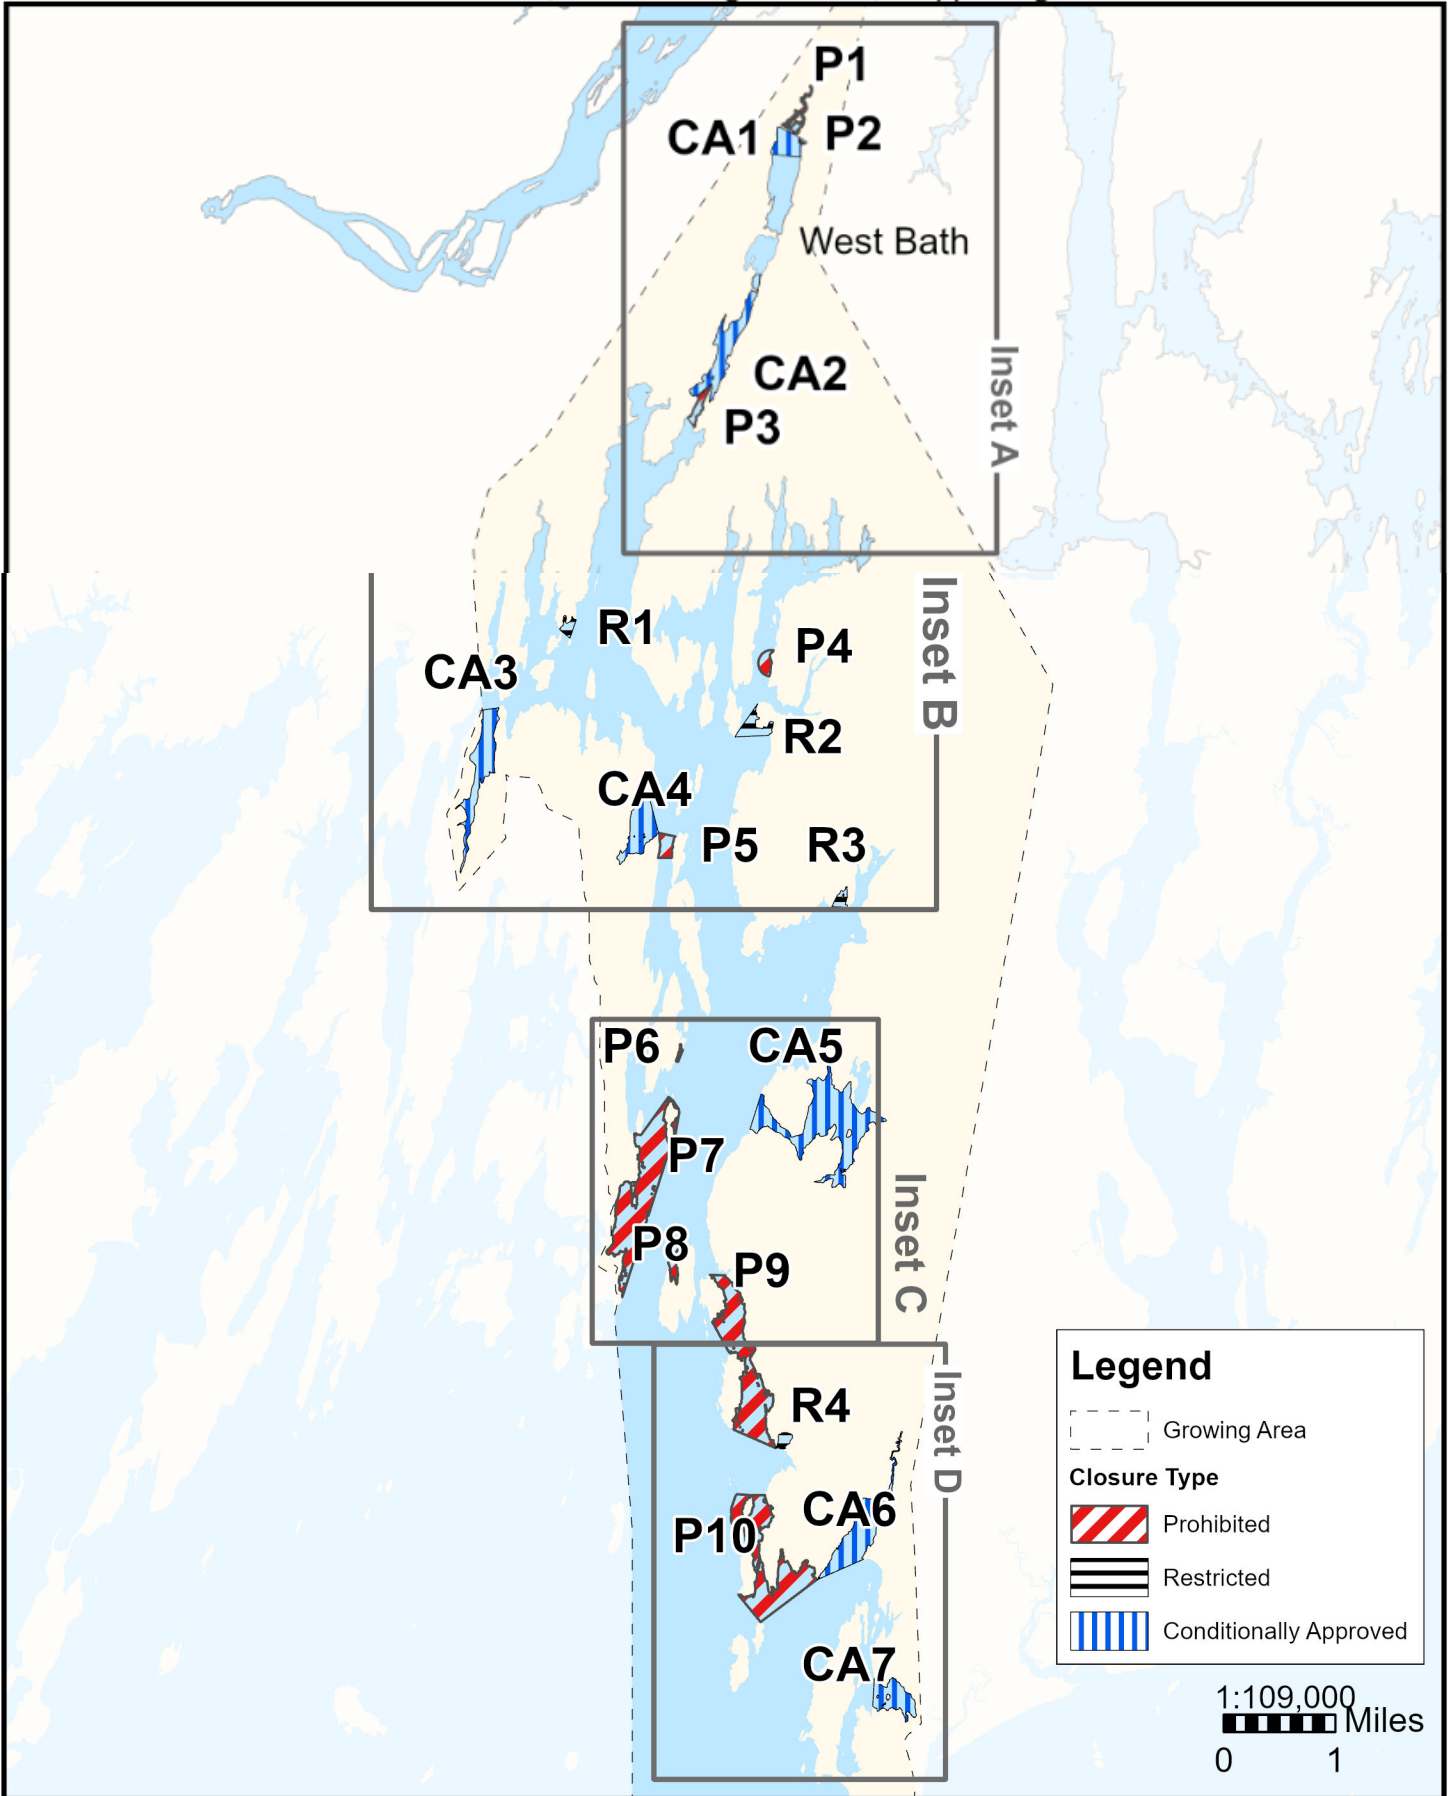 P1
CA1
P2
West Bath
CA2
P3
Inset A
R1
P4
CA3
R2
Inset B
CA4
P5
R3
P6
CA5
P7
P8
P9
Inset C
R4
Inset D
P10
CA6
CA7
Legend
Growing Area
Closure Type
Prohibited
Restricted
Conditionally Approved
1:109,000
Miles
0 1